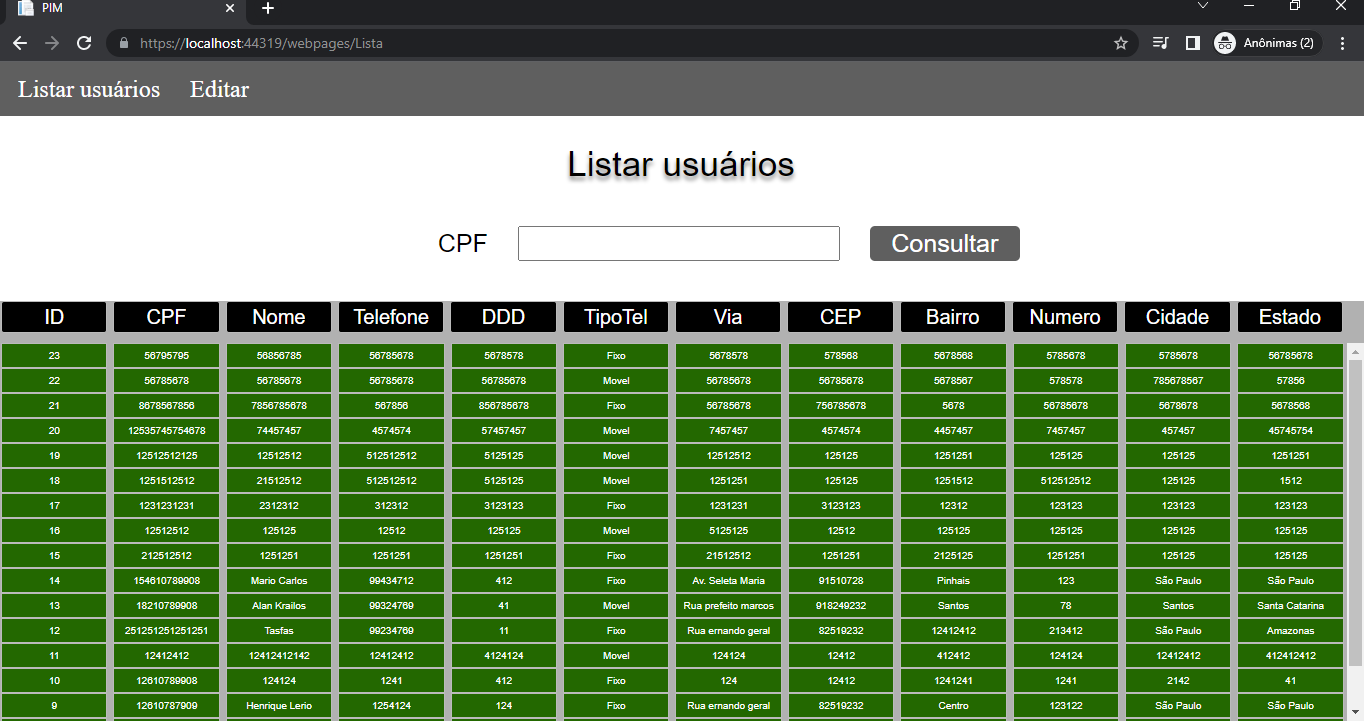 PIM
https://localhost:44319/webpages/Lista
Anônimas (2)
Listar usuários Editar
Listar usuários
CPF Consultar
ID CPF Nome Telefone DDD TipoTel Via CEP Bairro Numero Cidade Estado
23 56795795 56856785 56785678 5678578 Fixo 5678578 578568 5678568 5785678 5785678 56785678
22 56785678 56785678 56785678 56785678 Movel 56785678 56785678 5678567 578578 785678567 57856
21 8678567856 7856785678 567856 856785678 Fixo 56785678 756785678 5678 56785678 5678678 5678568
20 12535745754678 74457457 4574574 57457457 Movel 7457457 4574574 4457457 7457457 457457 45745754
19 12512512125 12512512 512512512 5125125 Movel 12512512 125125 1251251 125125 125125 1251251
18 1251512512 21512512 512512512 5125125 Movel 1251251 125125 1251512 512512512 125125 1512
17 1231231231 2312312 312312 3123123 Fixo 1231231 3123123 12312 123123 123123 123123
16 12512512 125125 12512 125125 Movel 5125125 12512 125125 125125 125125 125125
15 212512512 1251251 1251251 1251251 Fixo 21512512 1251251 2125125 1251251 125125 125125
14 154610789908 Mario Carlos 99434712 412 Fixo Av. Seleta Maria 91510728 Pinhais 123 São Paulo São Paulo
13 18210789908 Alan Krailos 99324769 41 Movel Rua prefeito marcos 918249232 Santos 78 Santos Santa Catarina
12 251251251251251 Tasfas 99234769 11 Fixo Rua ernando geral 82519232 12412412 213412 São Paulo Amazonas
11 12412412 12412412142 12412412 4124124 Movel 124124 12412 412412 124124 12412412 412412412
10 12610789908 124124 1241 412 Fixo 124 12412 1241241 1241 2142 41
9 12610787909 Henrique Lerio 1254124 124 Fixo Rua ernando geral 82519232 Centro 123122 São Paulo São Paulo